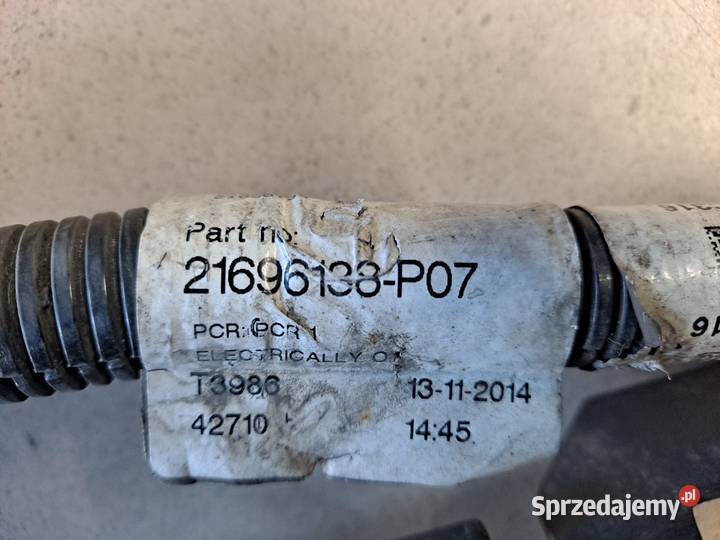 Part no:
21696138-P07
PCR: PCR 1
ELECTRICALLY
T3986 13-11-2014
42710 14:45
Sprzedajemy.pl